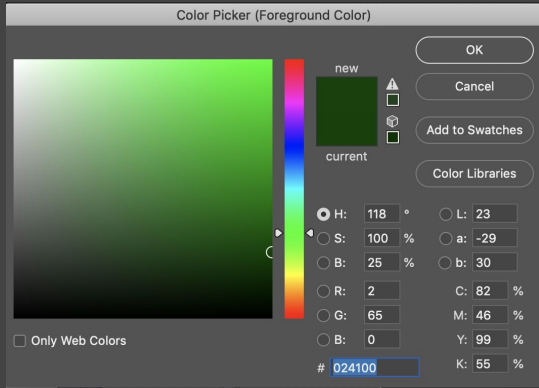 Color Picker (Foreground Color)
new
current
OK
Cancel
Add to Swatches
Color Libraries
H: 118 °
S: 100 %
B: 25 %
R: 2
G: 65
B: 0
# 024100
L: 23
a: -29
b: 30
C: 82 %
M: 46 %
Y: 99 %
K: 55 %
Only Web Colors